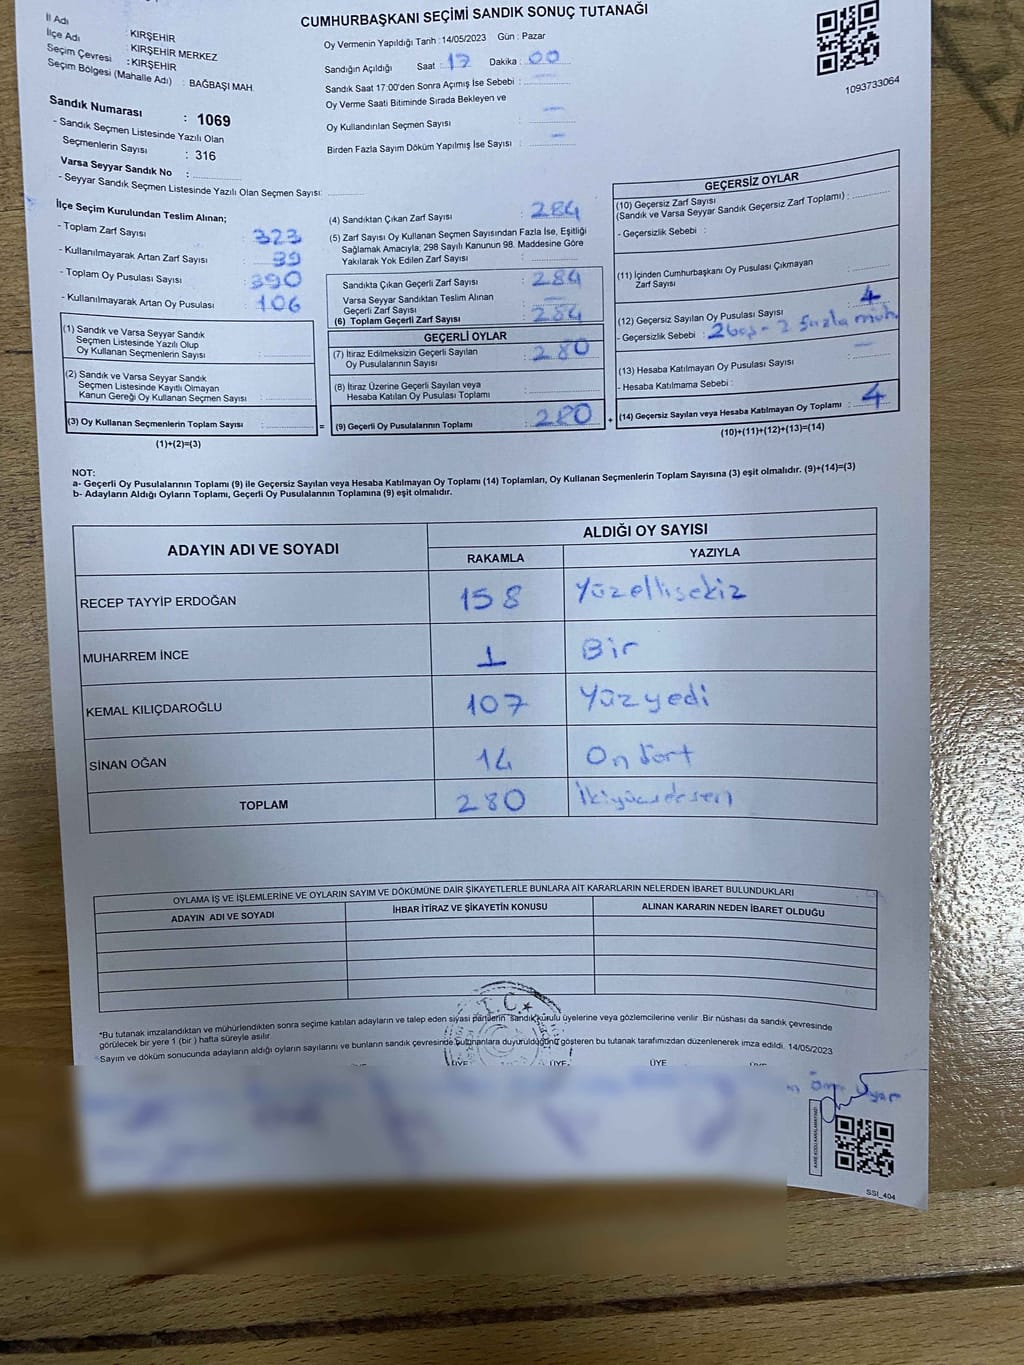 CUMHURBAŞKANI SEÇİMİ SANDIK SONUÇ TUTANAĞI
İl Adı : KIRŞEHİR
İlçe Adı : KIRŞEHİR MERKEZ
Seçim Çevresi : KIRŞEHİR
Seçim Bölgesi (Mahalle Adı) : BAĞBAŞI MAH.
Sandık Numarası : 1069
- Sandık Seçmen Listesinde Yazılı Olan
Seçmenlerin Sayısı : 316
Varsa Seyyar Sandık No :
- Seyyar Sandık Seçmen Listesinde Yazılı Olan Seçmen Sayısı:
Oy Vermenin Yapıldığı Tarih :14/05/2023 Gün : Pazar
Sandığın Açıldığı Saat : 17 Dakika : 00
Sandık Saat 17:00'den Sonra Açımış İse Sebebi : —
Oy Verme Saati Bitiminde Sırada Bekleyen ve
Oy Kullandırılan Seçmen Sayısı : —
Birden Fazla Sayım Döküm Yapılmış İse Sayısı : —
1093733064
İlçe Seçim Kurulundan Teslim Alınan;
- Toplam Zarf Sayısı : 323
- Kullanılmayarak Artan Zarf Sayısı : 39
- Toplam Oy Pusulası Sayısı : 390
- Kullanılmayarak Artan Oy Pusulası : 106
(1) Sandık ve Varsa Seyyar Sandık
Seçmen Listesinde Yazılı Olup
Oy Kullanan Seçmenlerin Sayısı :
(2) Sandık ve Varsa Seyyar Sandık
Seçmen Listesinde Kayıtlı Olmayan
Kanun Gereği Oy Kullanan Seçmen Sayısı :
(3) Oy Kullanan Seçmenlerin Toplam Sayısı : =
(1)+(2)=(3)
(4) Sandıktan Çıkan Zarf Sayısı : 284
(5) Zarf Sayısı Oy Kullanan Seçmen Sayısından Fazla İse, Eşitliği
Sağlamak Amacıyla, 298 Sayılı Kanunun 98. Maddesine Göre
Yakılarak Yok Edilen Zarf Sayısı :
Sandıkta Çıkan Geçerli Zarf Sayısı : 284
Varsa Seyyar Sandıktan Teslim Alınan
Geçerli Zarf Sayısı : —
(6) Toplam Geçerli Zarf Sayısı : 284
GEÇERLİ OYLAR
(7) İtiraz Edilmeksizin Geçerli Sayılan
Oy Pusulalarının Sayısı : 280
(8) İtiraz Üzerine Geçerli Sayılan veya
Hesaba Katılan Oy Pusulası Toplamı :
(9) Geçerli Oy Pusulalarının Toplamı : 280 +
GEÇERSİZ OYLAR
(10) Geçersiz Zarf Sayısı
(Sandık ve Varsa Seyyar Sandık Geçersiz Zarf Toplamı) :
- Geçersizlik Sebebi :
(11) İçinden Cumhurbaşkanı Oy Pusulası Çıkmayan
Zarf Sayısı :
(12) Geçersiz Sayılan Oy Pusulası Sayısı : 4
- Geçersizlik Sebebi : 2 boş - 2 fazla müh.
(13) Hesaba Katılmayan Oy Pusulası Sayısı : —
- Hesaba Katılmama Sebebi :
(14) Geçersiz Sayılan veya Hesaba Katılmayan Oy Toplamı : 4
(10)+(11)+(12)+(13)=(14)
NOT:
a- Geçerli Oy Pusulalarının Toplamı (9) ile Geçersiz Sayılan veya Hesaba Katılmayan Oy Toplamı (14) Toplamları, Oy Kullanan Seçmenlerin Toplam Sayısına (3) eşit olmalıdır. (9)+(14)=(3)
b- Adayların Aldığı Oyların Toplamı, Geçerli Oy Pusulalarının Toplamına (9) eşit olmalıdır.
ADAYIN ADI VE SOYADI ALDIĞI OY SAYISI
RAKAMLA YAZIYLA
RECEP TAYYİP ERDOĞAN 158 Yüzellisekiz
MUHARREM İNCE 1 Bir
KEMAL KILIÇDAROĞLU 107 Yüzyedi
SİNAN OĞAN 14 On dört
TOPLAM 280 İkiyüzseksen
OYLAMA İŞ VE İŞLEMLERİNE VE OYLARIN SAYIM VE DÖKÜMÜNE DAİR ŞİKAYETLERLE BUNLARA AİT KARARLARIN NELERDEN İBARET BULUNDUKLARI
ADAYIN ADI VE SOYADI İHBAR İTİRAZ VE ŞİKAYETİN KONUSU ALINAN KARARIN NEDEN İBARET OLDUĞU
T.C.
*Bu tutanak imzalandıktan ve mühürlendikten sonra seçime katılan adayların ve talep eden siyasi partilerin sandık kurulu üyelerine veya gözlemcilerine verilir. Bir nüshası da sandık çevresinde
görülecek bir yere 1 (bir ) hafta süreyle asılır.
*Sayım ve döküm sonucunda adayların aldığı oyların sayılarını ve bunların sandık çevresinde bulunanlara duyurulduğunu gösteren bu tutanak tarafımızdan düzenlenerek imza edildi. 14/05/2023
ÜYE ÜYE ÜYE ÜYE
Uyar
SSI_404